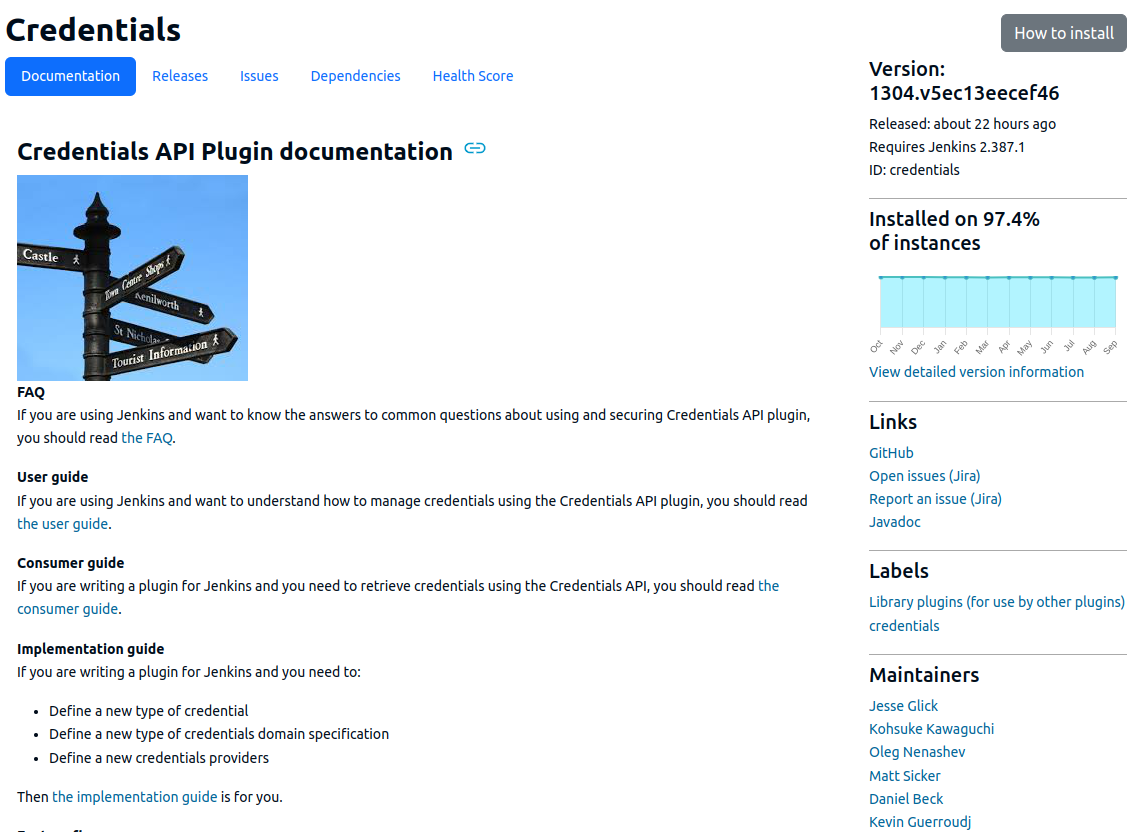 Credentials
How to install
Documentation
Releases
Issues
Dependencies
Health Score
Credentials API Plugin documentation
Castle
Town Centre Shops
Kenilworth
St Nicholas
Tourist Information
FAQ
If you are using Jenkins and want to know the answers to common questions about using and securing Credentials API plugin,
you should read the FAQ.
User guide
If you are using Jenkins and want to understand how to manage credentials using the Credentials API plugin, you should read
the user guide.
Consumer guide
If you are writing a plugin for Jenkins and you need to retrieve credentials using the Credentials API, you should read the
consumer guide.
Implementation guide
If you are writing a plugin for Jenkins and you need to:
• Define a new type of credential
• Define a new type of credentials domain specification
• Define a new credentials providers
Then the implementation guide is for you.
Version:
1304.v5ec13eecef46
Released: about 22 hours ago
Requires Jenkins 2.387.1
ID: credentials
Installed on 97.4%
of instances
Oct
Nov
Dec
Jan
Feb
Mar
Apr
May
Jun
Jul
Aug
Sep
View detailed version information
Links
GitHub
Open issues (Jira)
Report an issue (Jira)
Javadoc
Labels
Library plugins (for use by other plugins)
credentials
Maintainers
Jesse Glick
Kohsuke Kawaguchi
Oleg Nenashev
Matt Sicker
Daniel Beck
Kevin Guerroudj